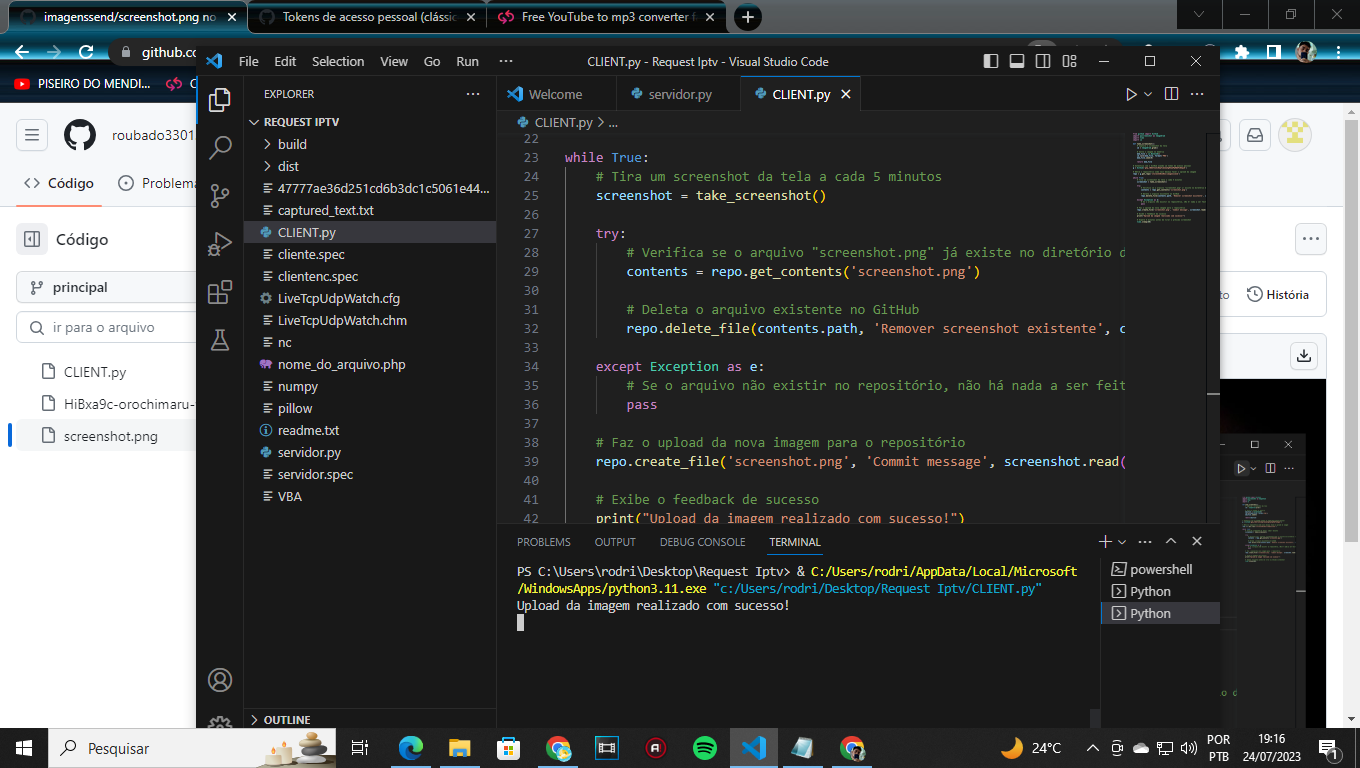 imagenssend/screenshot.png no
Tokens de acesso pessoal (clássic
Free YouTube to mp3 converter f
github.co
PISEIRO DO MENDI...
roubado3301
Código
Problema
Código
principal
ir para o arquivo
CLIENT.py
HiBxa9c-orochimaru-
screenshot.png
História
File Edit Selection View Go Run ···
CLIENT.py - Request Iptv - Visual Studio Code
EXPLORER
REQUEST IPTV
build
dist
47777ae36d251cd6b3dc1c5061e44...
captured_text.txt
CLIENT.py
cliente.spec
clientenc.spec
LiveTcpUdpWatch.cfg
LiveTcpUdpWatch.chm
nc
nome_do_arquivo.php
numpy
pillow
readme.txt
servidor.py
servidor.spec
VBA
OUTLINE
Welcome
servidor.py
CLIENT.py
CLIENT.py > ...
22
23 while True:
24 # Tira um screenshot da tela a cada 5 minutos
25 screenshot = take_screenshot()
26
27 try:
28 # Verifica se o arquivo "screenshot.png" já existe no diretório d
29 contents = repo.get_contents('screenshot.png')
30
31 # Deleta o arquivo existente no GitHub
32 repo.delete_file(contents.path, 'Remover screenshot existente', c
33
34 except Exception as e:
35 # Se o arquivo não existir no repositório, não há nada a ser feit
36 pass
37
38 # Faz o upload da nova imagem para o repositório
39 repo.create_file('screenshot.png', 'Commit message', screenshot.read(
40
41 # Exibe o feedback de sucesso
42 print("Upload da imagem realizado com sucesso!")
PROBLEMS OUTPUT DEBUG CONSOLE TERMINAL
PS C:\Users\rodri\Desktop\Request Iptv> & C:/Users/rodri/AppData/Local/Microsoft
/WindowsApps/python3.11.exe "c:/Users/rodri/Desktop/Request Iptv/CLIENT.py"
Upload da imagem realizado com sucesso!
powershell
Python
Python
Pesquisar
24°C
POR
PTB
19:16
24/07/2023
1